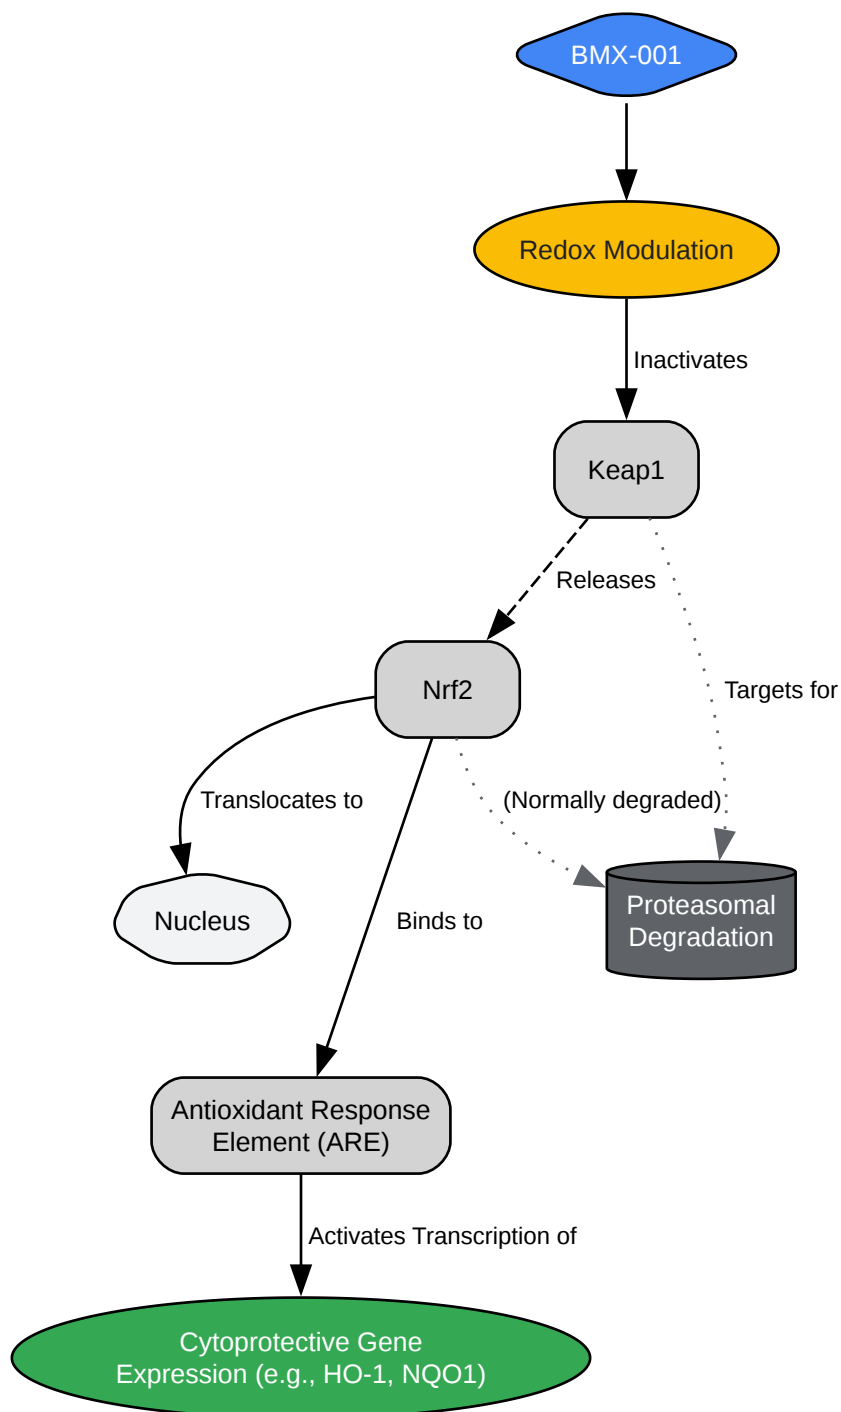 BMX-001
Redox Modulation
Inactivates
Keap1
Releases
Nrf2
Targets for
Translocates to
(Normally degraded)
Nucleus
Binds to
Proteasomal
Degradation
Antioxidant Response
Element (ARE)
Activates Transcription of
Cytoprotective Gene
Expression (e.g., HO-1, NQO1)